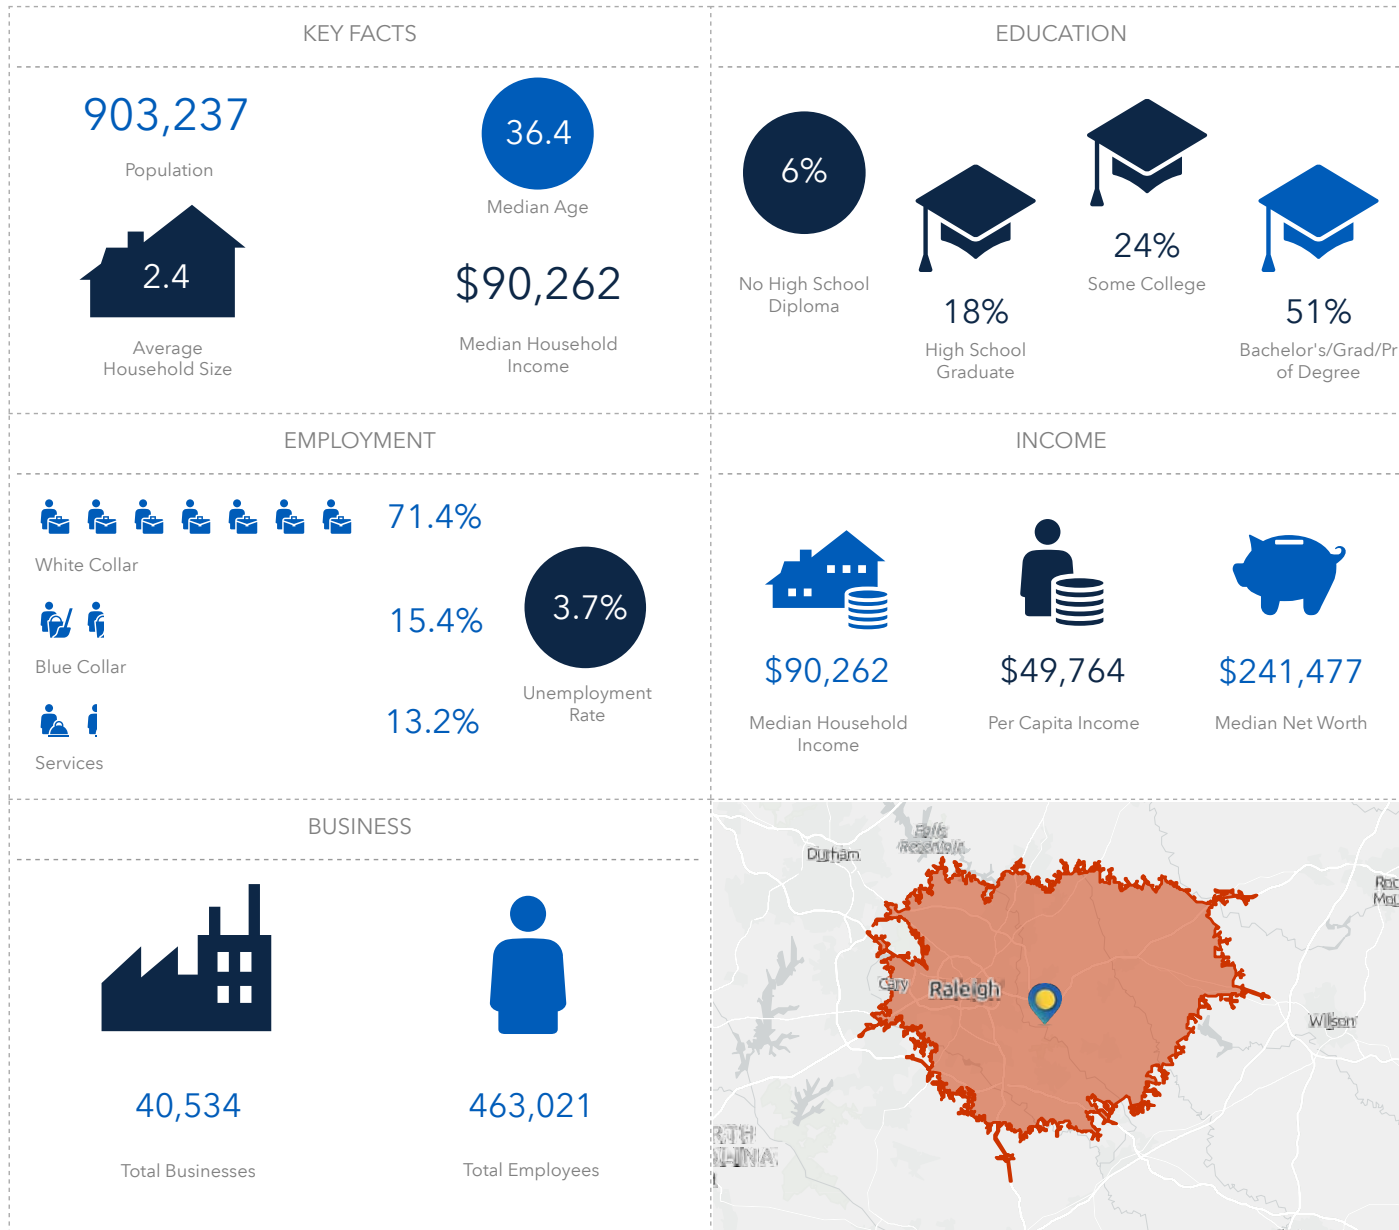 KEY FACTS
903,237
Population
36.4
Median Age
2.4
Average
Household Size
$90,262
Median Household
Income
EDUCATION
6%
No High School
Diploma
18%
High School
Graduate
24%
Some College
51%
Bachelor's/Grad/Pr
of Degree
EMPLOYMENT
71.4%
White Collar
15.4%
Blue Collar
13.2%
Services
3.7%
Unemployment
Rate
INCOME
$90,262
Median Household
Income
$49,764
Per Capita Income
$241,477
Median Net Worth
BUSINESS
40,534
Total Businesses
463,021
Total Employees
Falls
Durham
Cary
Raleigh
Wilson